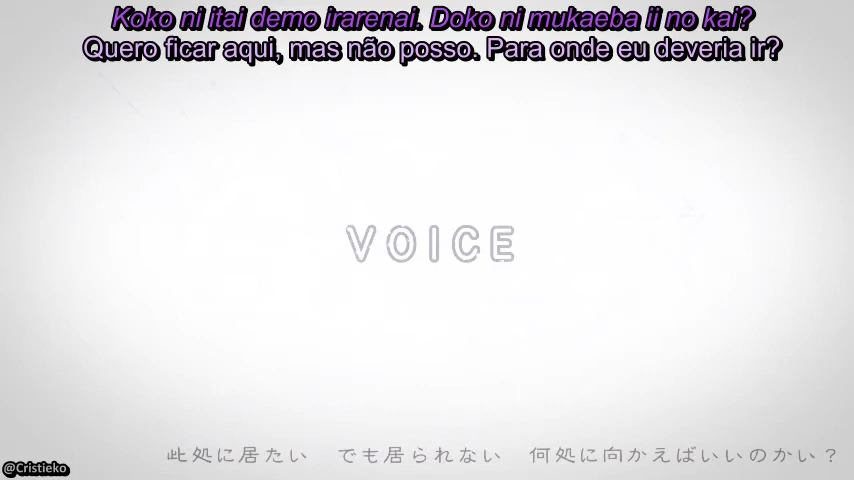 Koko ni itai demo irarenai. Doko ni mukaeba ii no kai?
Quero ficar aqui, mas não posso. Para onde eu deveria ir?
VOICE
此処に居たい　でも居られない　何処に向かえばいいのかい？
@Cristieko